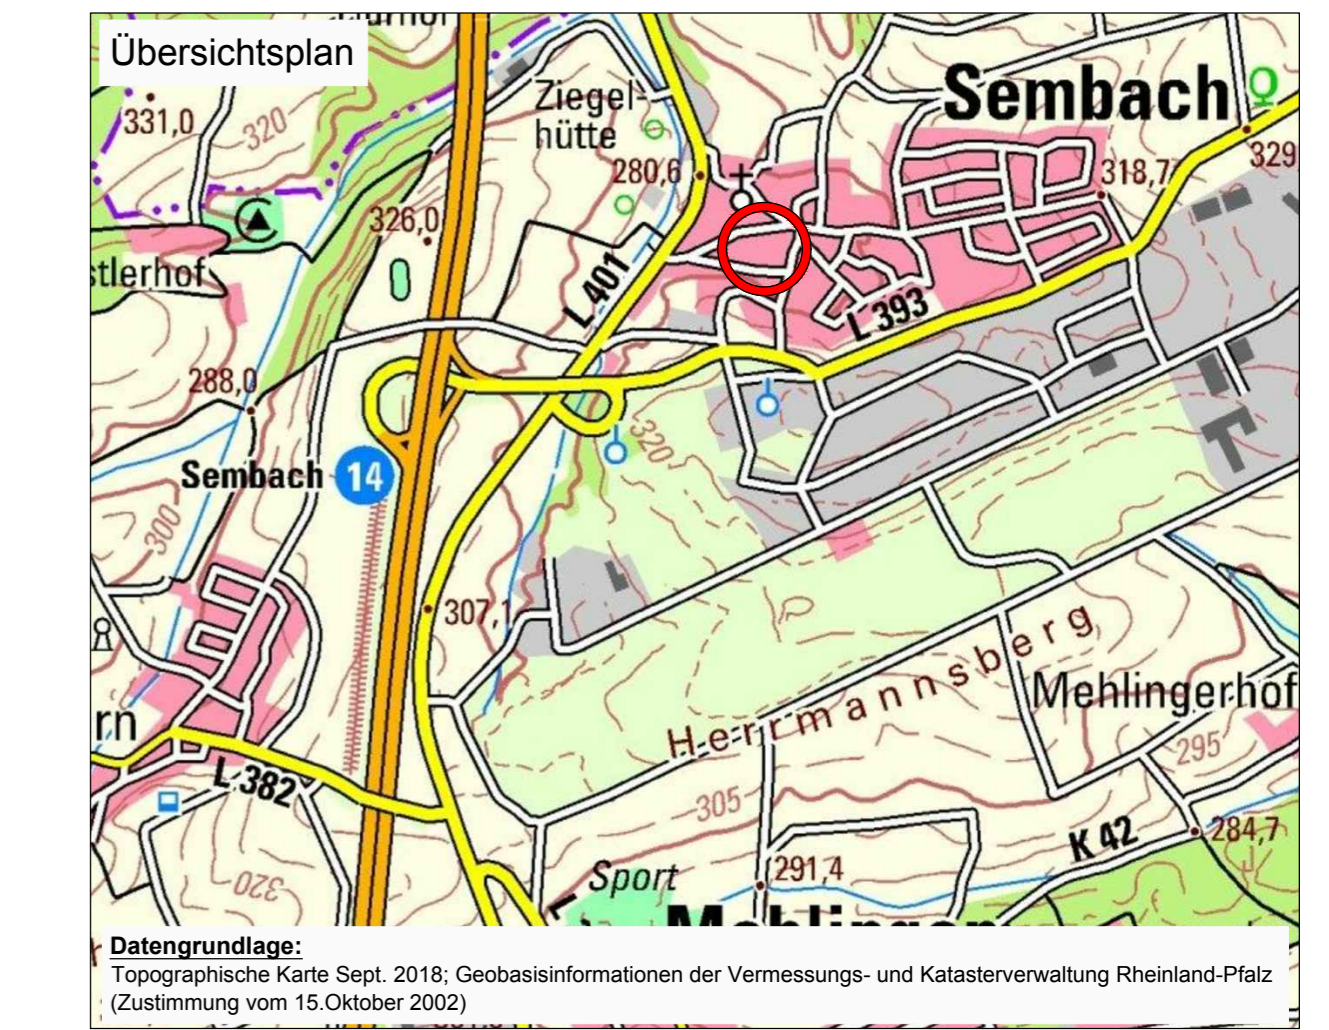 Übersichtsplan
Sembach
Ziegel-
hütte
331,0
320
280,6
318,7
329
326,0
stlerhof
L 401
L 393
288,0
320
Sembach 14
300
307,1
Herrmannsberg
Mehlingerhof
rn
L 382
295
305
K 42
284,7
320
Sport
291,4
Mehlingen
Datengrundlage:
Topographische Karte Sept. 2018; Geobasisinformationen der Vermessungs- und Katasterverwaltung Rheinland-Pfalz
(Zustimmung vom 15.Oktober 2002)